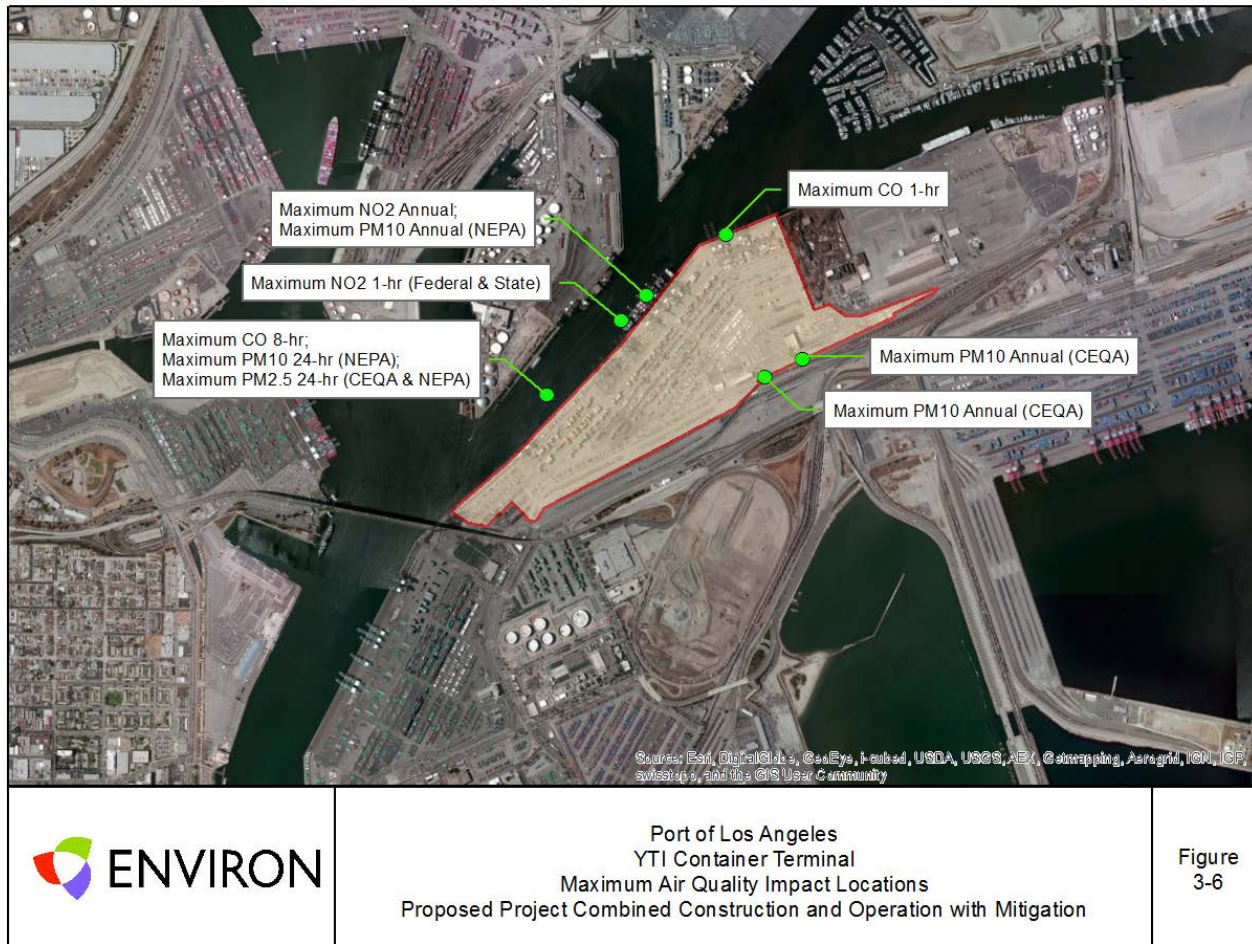 Maximum CO 1-hr
Maximum NO2 Annual;
Maximum PM10 Annual (NEPA)
Maximum NO2 1-hr (Federal & State)
Maximum CO 8-hr;
Maximum PM10 24-hr (NEPA);
Maximum PM2.5 24-hr (CEQA & NEPA)
Maximum PM10 Annual (CEQA)
Maximum PM10 Annual (CEQA)
Source: Esri, DigitalGlobe, GeoEye, i-cubed, USDA, USGS, AEX, Getmapping, Aerogrid, IGN, IGP,
swisstopo, and the GIS User Community
ENVIRON
Port of Los Angeles
YTI Container Terminal
Maximum Air Quality Impact Locations
Proposed Project Combined Construction and Operation with Mitigation
Figure
3-6